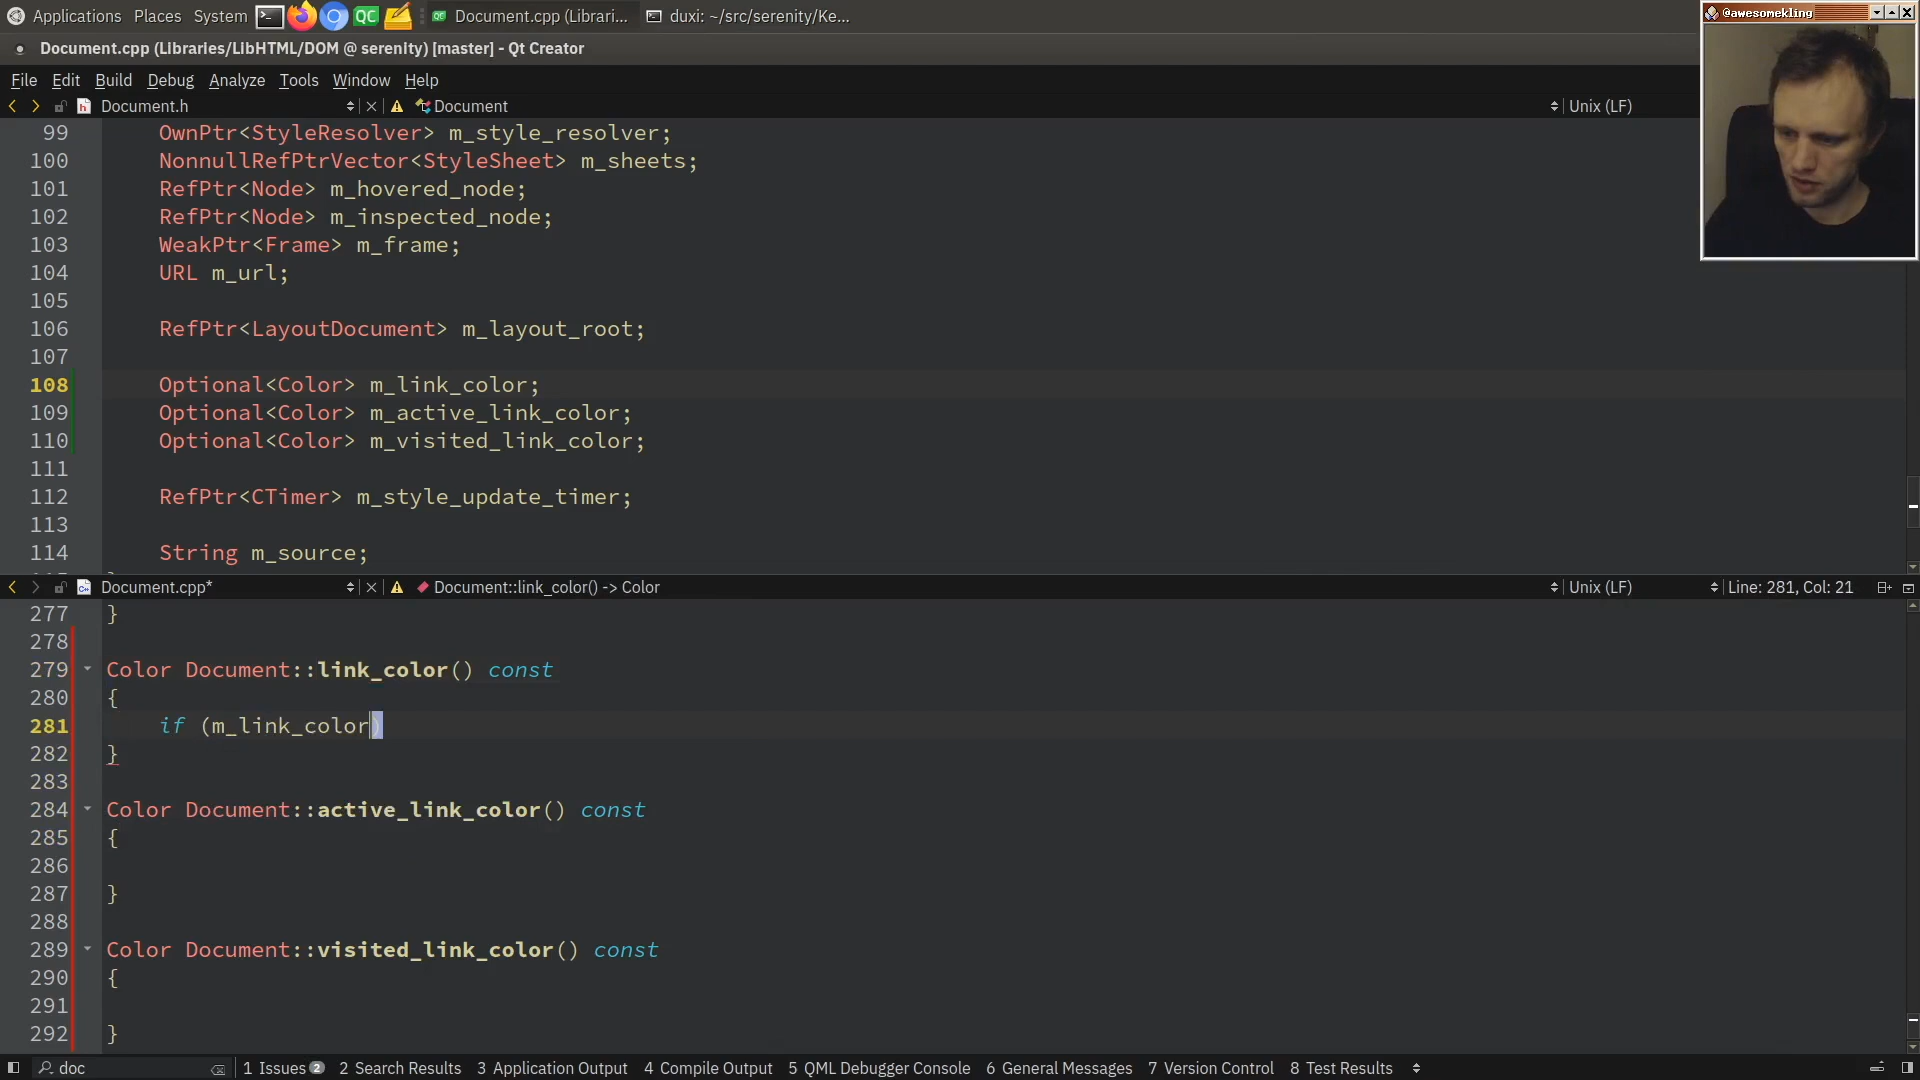 Applications Places System QC QC Document.cpp (Librari... duxi: ~/src/serenity/Ke...
@awesomekling
Document.cpp (Libraries/LibHTML/DOM @ serenity) [master] - Qt Creator
File Edit Build Debug Analyze Tools Window Help
Document.h Document Unix (LF)
99 OwnPtr<StyleResolver> m_style_resolver;
100 NonnullRefPtrVector<StyleSheet> m_sheets;
101 RefPtr<Node> m_hovered_node;
102 RefPtr<Node> m_inspected_node;
103 WeakPtr<Frame> m_frame;
104 URL m_url;
105
106 RefPtr<LayoutDocument> m_layout_root;
107
108 Optional<Color> m_link_color;
109 Optional<Color> m_active_link_color;
110 Optional<Color> m_visited_link_color;
111
112 RefPtr<CTimer> m_style_update_timer;
113
114 String m_source;
Document.cpp* Document::link_color() -> Color Unix (LF) Line: 281, Col: 21
277 }
278
279 Color Document::link_color() const
280 {
281 if (m_link_color)
282 }
283
284 Color Document::active_link_color() const
285 {
286
287 }
288
289 Color Document::visited_link_color() const
290 {
291
292 }
doc 1 Issues 2 2 Search Results 3 Application Output 4 Compile Output 5 QML Debugger Console 6 General Messages 7 Version Control 8 Test Results